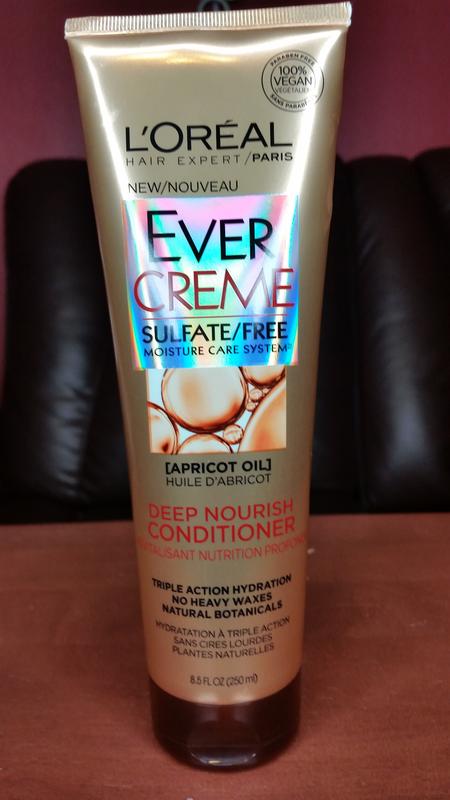 PARABEN FREE
100%
VEGAN
VÉGÉTALIEN
SANS PARABEN
L'ORÉAL
HAIR EXPERT/PARIS
NEW/NOUVEAU
EVER
CREME
SULFATE/FREE
MOISTURE CARE SYSTEM
[APRICOT OIL]
HUILE D'ABRICOT
DEEP NOURISH
CONDITIONER
NUTRITION
TRIPLE ACTION HYDRATION
NO HEAVY WAXES
NATURAL BOTANICALS
HYDRATATION À TRIPLE ACTION
SANS CIRES LOURDES
PLANTES NATURELLES
8.5 FL OZ (250 ml)